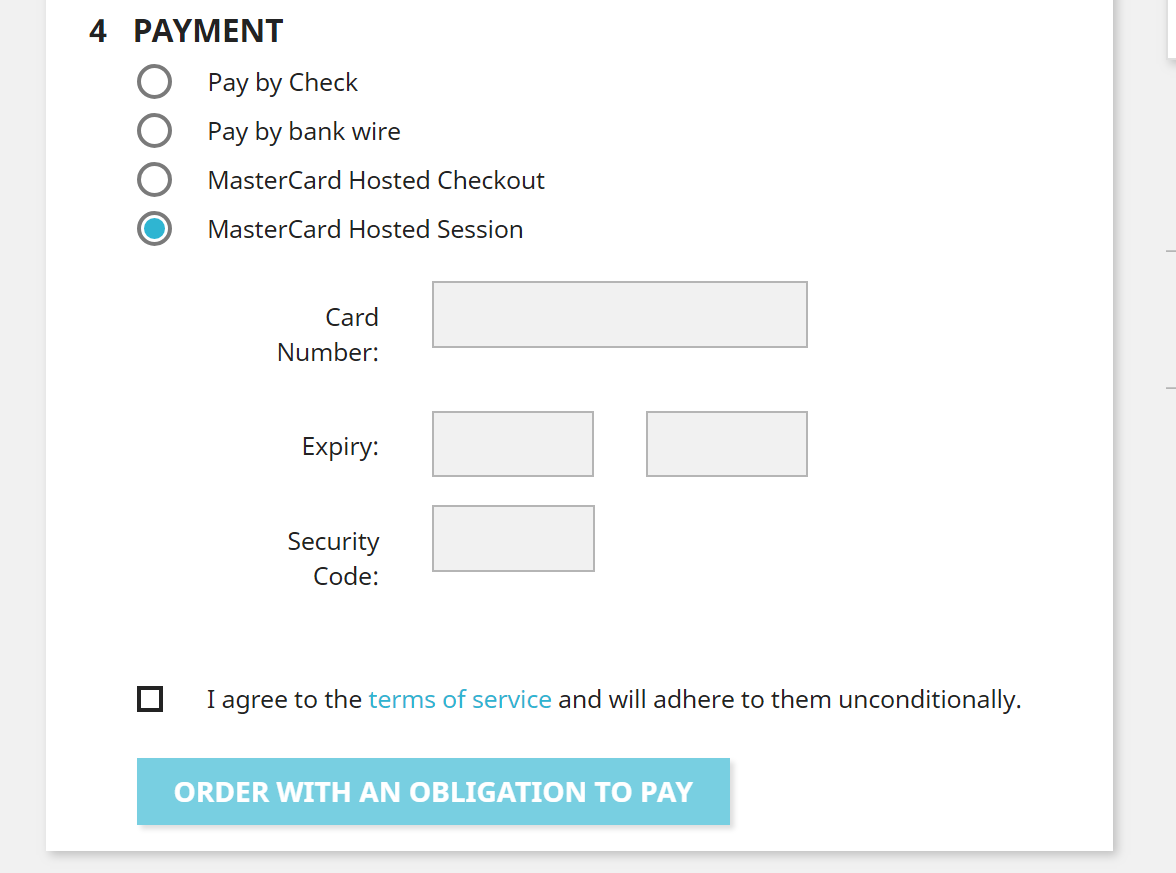 4 PAYMENT
Pay by Check
Pay by bank wire
MasterCard Hosted Checkout
MasterCard Hosted Session
Card
Number:
Expiry:
Security
Code:
I agree to the terms of service and will adhere to them unconditionally.
ORDER WITH AN OBLIGATION TO PAY